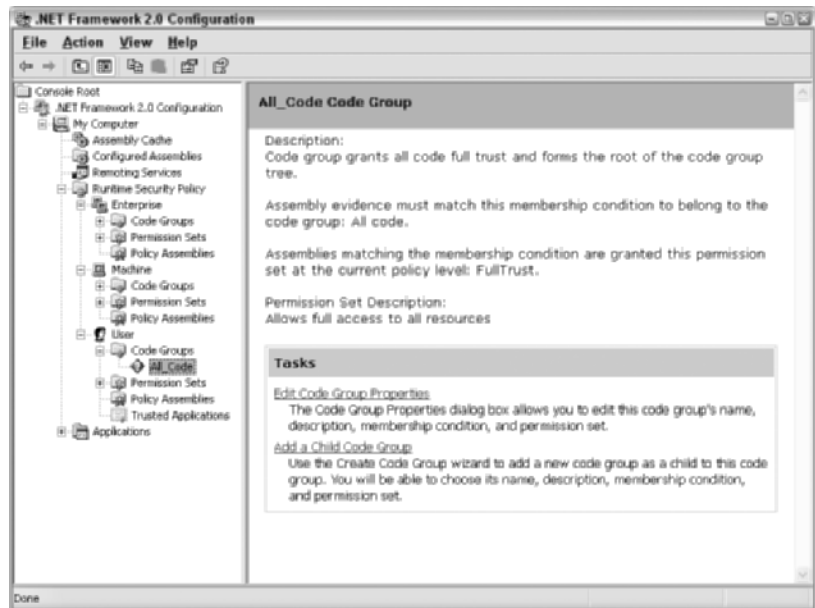 .NET Framework 2.0 Configuration
File Action View Help
Console Root
.NET Framework 2.0 Configuration
My Computer
Assembly Cache
Configured Assemblies
Remoting Services
Runtime Security Policy
Enterprise
Code Groups
Permission Sets
Policy Assemblies
Machine
Code Groups
Permission Sets
Policy Assemblies
User
Code Groups
All_Code
Permission Sets
Policy Assemblies
Trusted Applications
Applications
All_Code Code Group
Description:
Code group grants all code full trust and forms the root of the code group
tree.
Assembly evidence must match this membership condition to belong to the
code group: All code.
Assemblies matching the membership condition are granted this permission
set at the current policy level: FullTrust.
Permission Set Description:
Allows full access to all resources
Tasks
Edit Code Group Properties
The Code Group Properties dialog box allows you to edit this code group's name,
description, membership condition, and permission set.
Add a Child Code Group
Use the Create Code Group wizard to add a new code group as a child to this code
group. You will be able to choose its name, description, membership condition,
and permission set.
Done